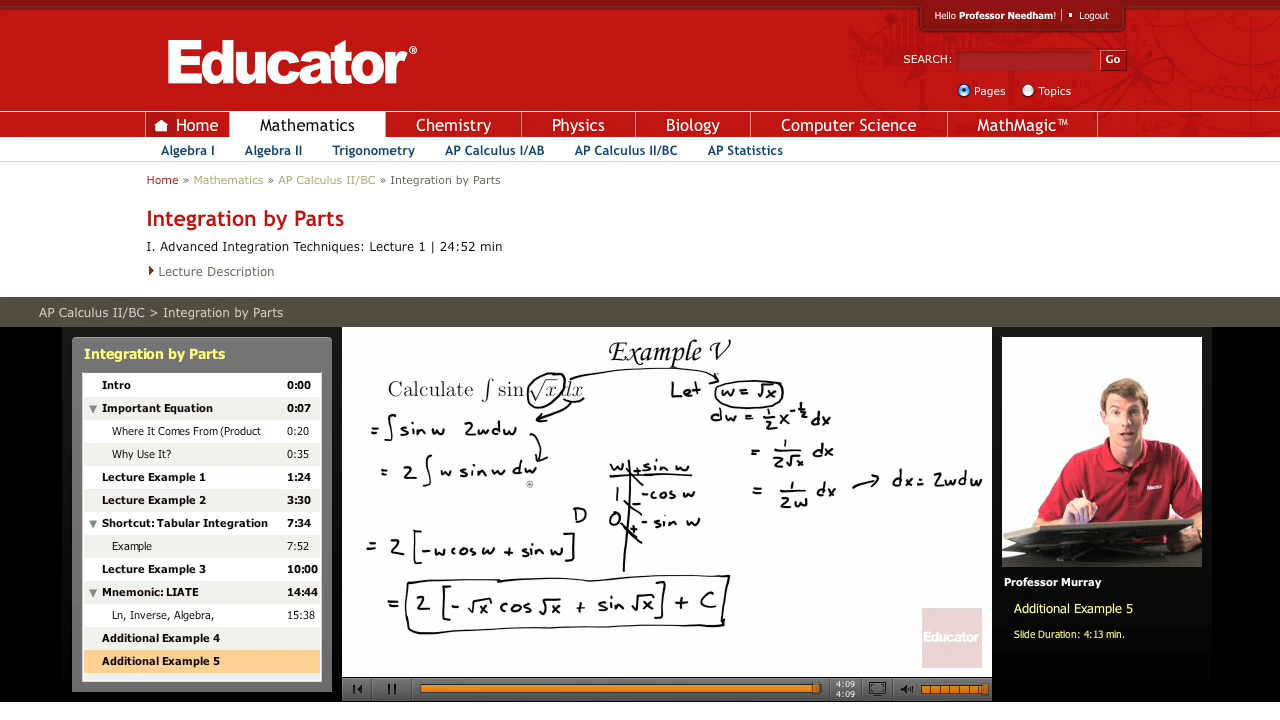 Hello Professor Needham! Logout
Educator®
SEARCH: Go
Pages Topics
Home Mathematics Chemistry Physics Biology Computer Science MathMagic™
Algebra I Algebra II Trigonometry AP Calculus I/AB AP Calculus II/BC AP Statistics
Home » Mathematics » AP Calculus II/BC » Integration by Parts
Integration by Parts
I. Advanced Integration Techniques: Lecture 1 | 24:52 min
Lecture Description
AP Calculus II/BC > Integration by Parts
Integration by Parts
Intro 0:00
Important Equation 0:07
Where It Comes From (Product 0:20
Why Use It? 0:35
Lecture Example 1 1:24
Lecture Example 2 3:30
Shortcut: Tabular Integration 7:34
Example 7:52
Lecture Example 3 10:00
Mnemonic: LIATE 14:44
Ln, Inverse, Algebra, 15:38
Additional Example 4
Additional Example 5
Example V
Calculate ∫ sin √x dx
Let w = √x
dw = 1/2 x^-1/2 dx
= ∫ sin w 2w dw
= 1/(2√x) dx
= 2 ∫ w sin w dw
= 1/(2w) dx → dx = 2w dw
w + sin w
1 - -cos w
D 0 + - sin w
= 2 [-w cos w + sin w]
= 2 [-√x cos √x + sin √x] + C
Educator
4:09
4:09
Professor Murray
Additional Example 5
Slide Duration: 4:13 min.